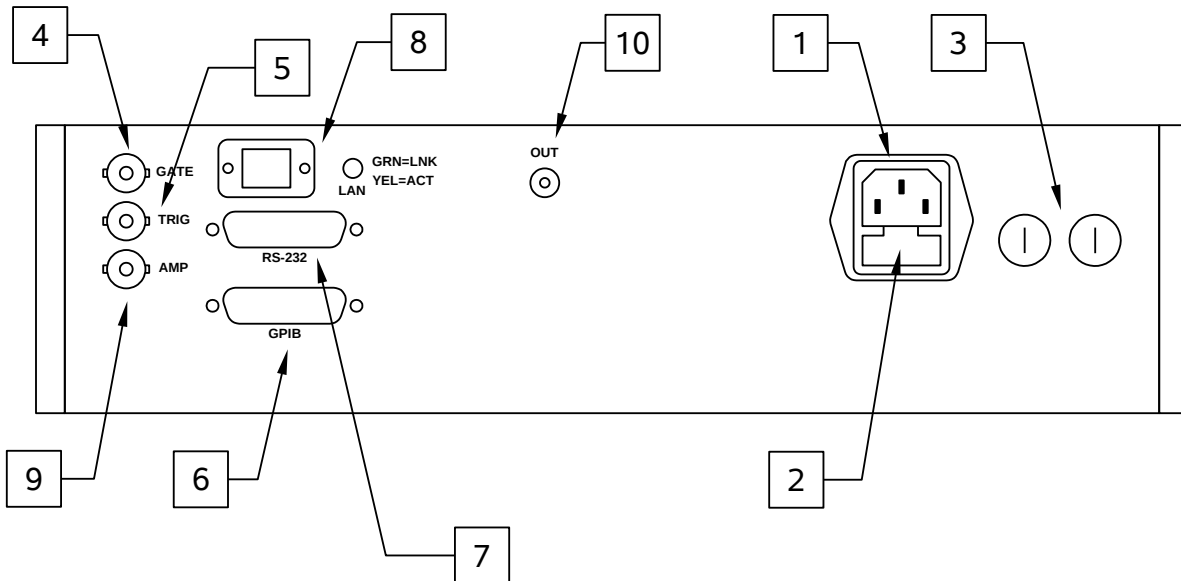 4
5
8
10
1
3
OUT
GATE
GRN=LNK
YEL=ACT
LAN
TRIG
RS-232
AMP
GPIB
9
6
2
7